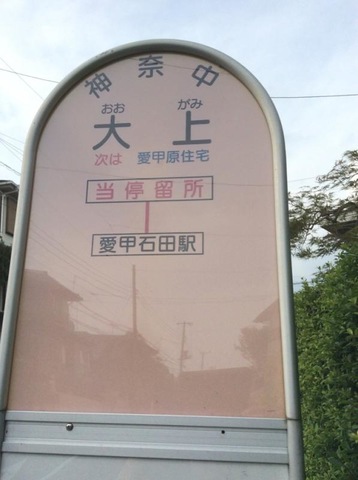 神奈中
おお がみ
大上
次は 愛甲原住宅
当停留所
愛甲石田駅